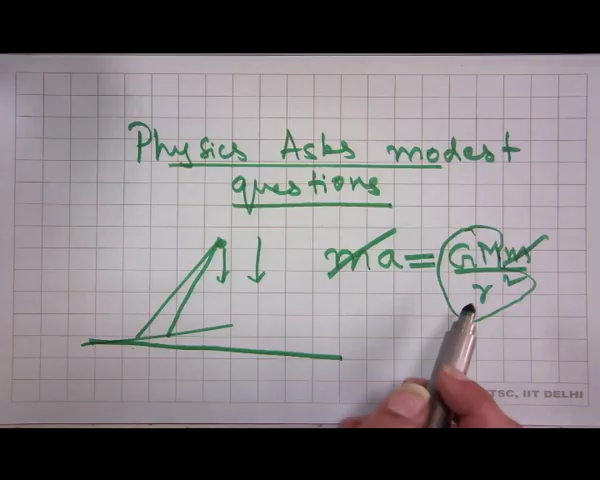 Physics Asks modest
questions
ma = GMm
r²
TSC, IIT DELHI